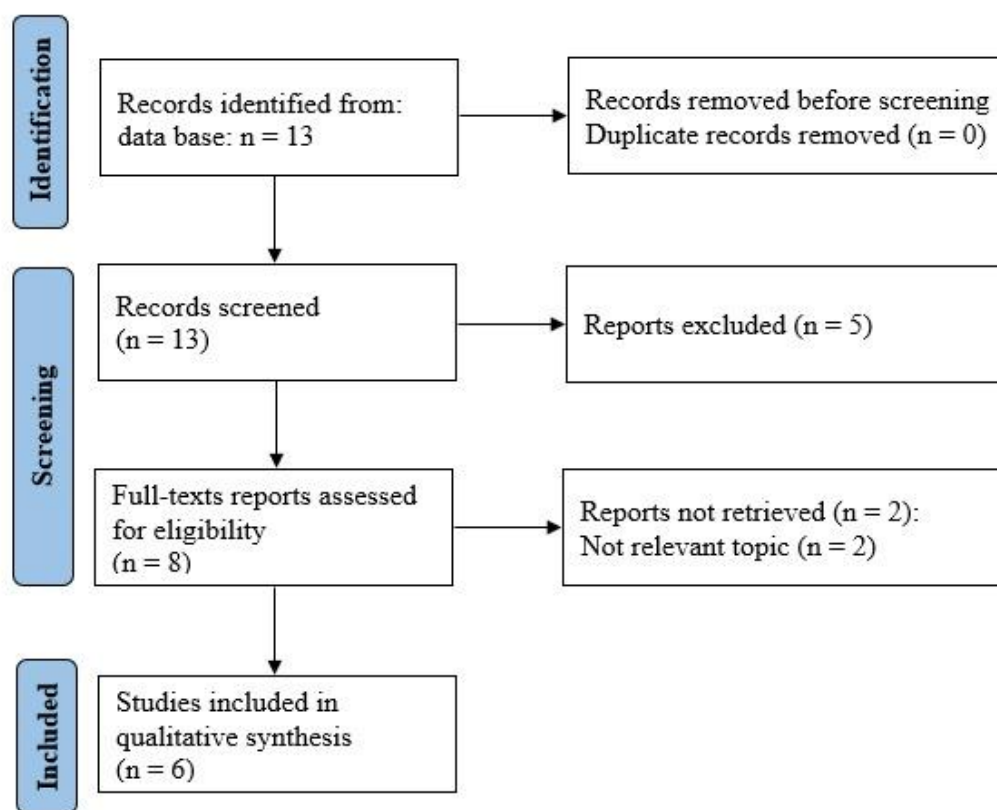 Identification
Records identified from:
data base: n = 13
Records removed before screening
Duplicate records removed (n = 0)
Screening
Records screened
(n = 13)
Reports excluded (n = 5)
Full-texts reports assessed
for eligibility
(n = 8)
Reports not retrieved (n = 2):
Not relevant topic (n = 2)
Included
Studies included in
qualitative synthesis
(n = 6)